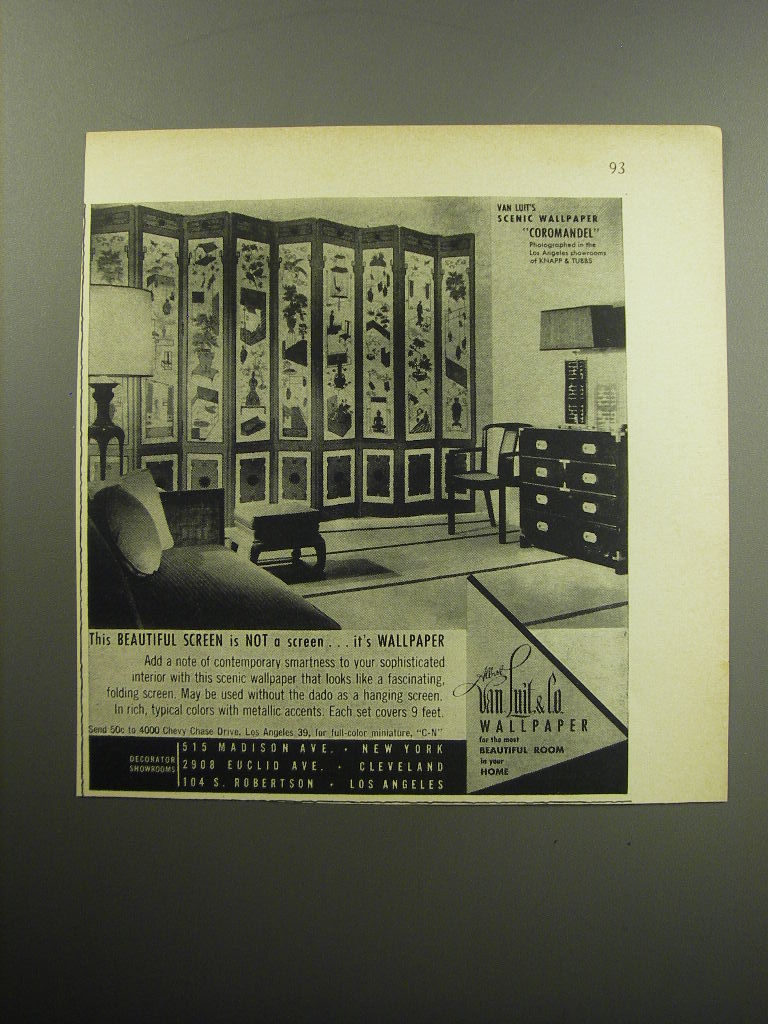 93
VAN LUIT'S
SCENIC WALLPAPER
"COROMANDEL"
Photographed in the
Los Angeles showrooms
of KNAPP & TUBBS
This BEAUTIFUL SCREEN is NOT a screen . . . it's WALLPAPER
Add a note of contemporary smartness to your sophisticated
interior with this scenic wallpaper that looks like a fascinating,
folding screen. May be used without the dado as a hanging screen.
In rich, typical colors with metallic accents. Each set covers 9 feet.
Send 50c to 4000 Chevy Chase Drive, Los Angeles 39, for full-color miniature, "C-N"
DECORATOR
SHOWROOMS
515 MADISON AVE. • NEW YORK
2908 EUCLID AVE. • CLEVELAND
104 S. ROBERTSON • LOS ANGELES
Albert
Van Luit & Co.
WALLPAPER
for the most
BEAUTIFUL ROOM
in your
HOME